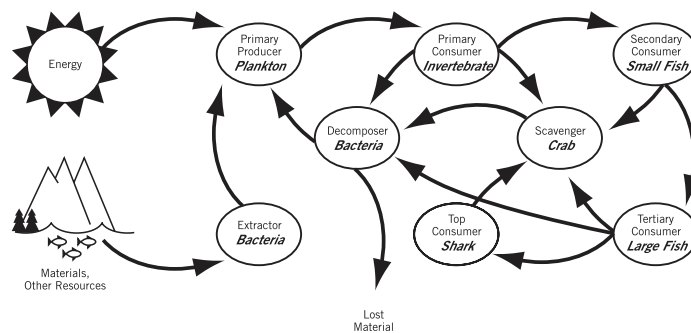 Energy
Primary
Producer
Plankton
Primary
Consumer
Invertebrate
Secondary
Consumer
Small Fish
Decomposer
Bacteria
Scavenger
Crab
Extractor
Bacteria
Top
Consumer
Shark
Tertiary
Consumer
Large Fish
Materials,
Other Resources
Lost
Material